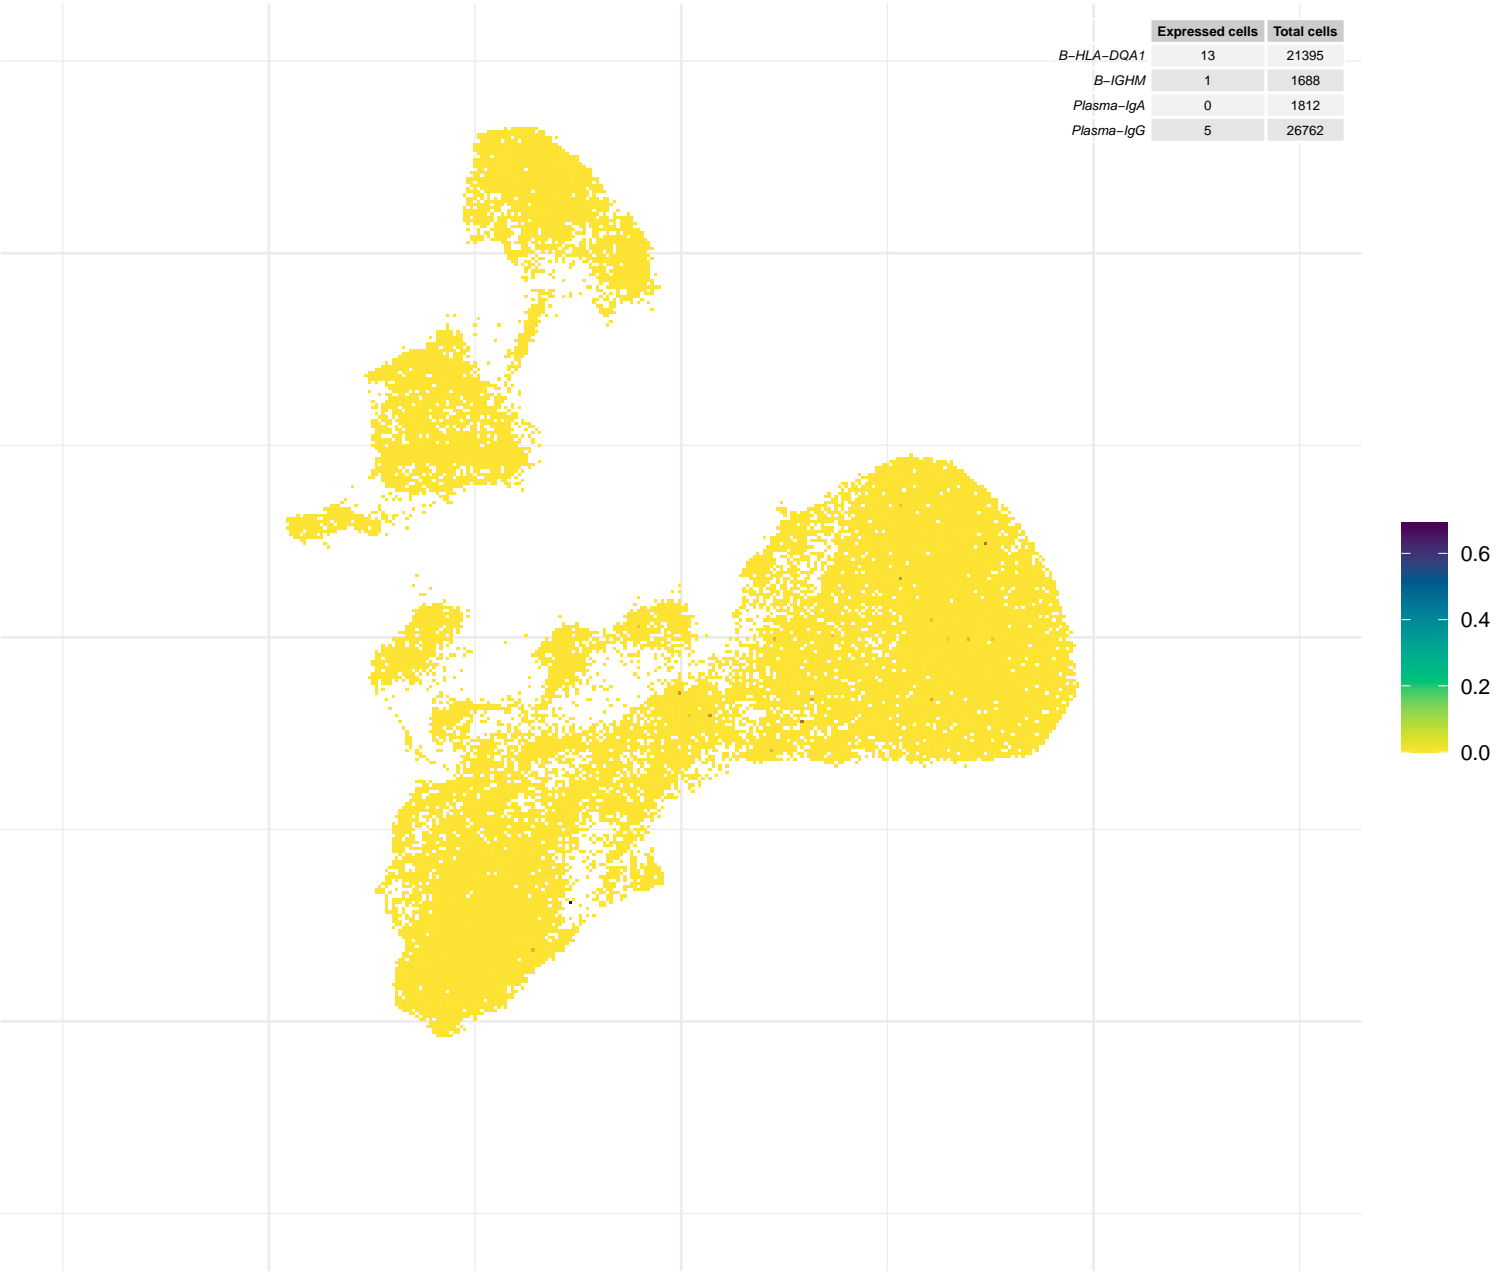 Expressed cells Total cells
B−HLA−DQA1 13 21395
B−IGHM 1 1688
Plasma−IgA 0 1812
Plasma−IgG 5 26762
0.6
0.4
0.2
0.0